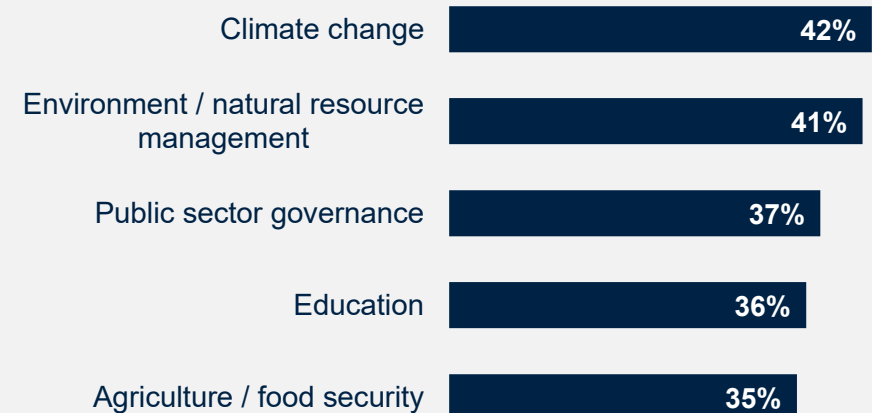 Climate change 42%
Environment / natural resource
management 41%
Public sector governance 37%
Education 36%
Agriculture / food security 35%